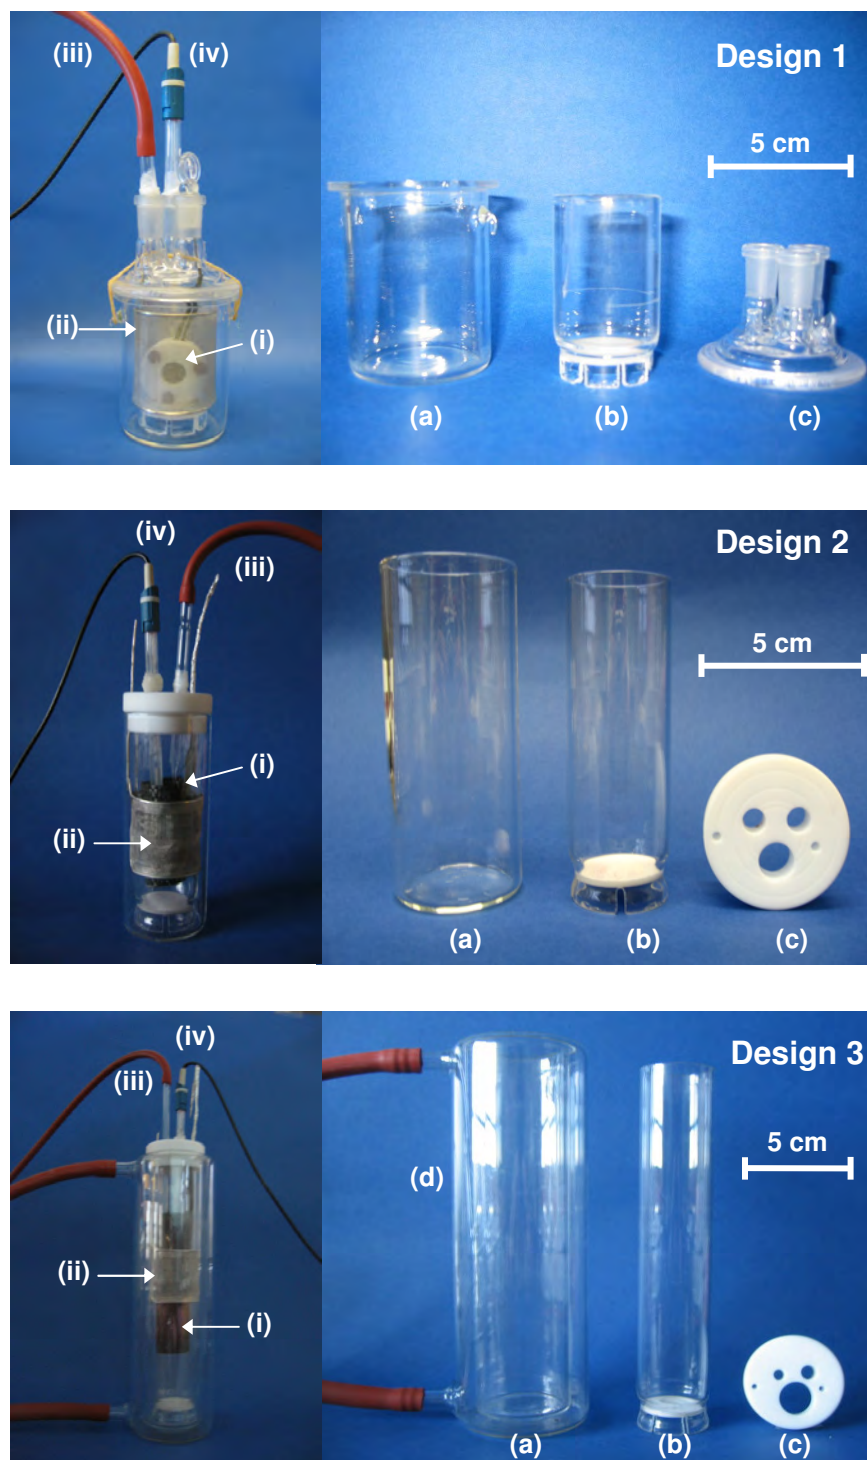 (iii)
(iv)
Design 1
5 cm
(ii)
(i)
(a)
(b)
(c)
(iv)
(iii)
Design 2
5 cm
(i)
(ii)
(a)
(b)
(c)
(iv)
(iii)
Design 3
5 cm
(d)
(ii)
(i)
(a)
(b)
(c)